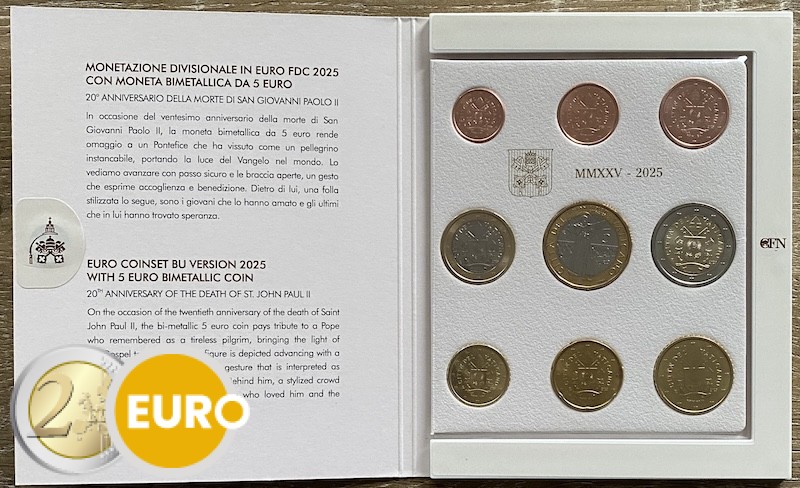 MONETAZIONE DIVISIONALE IN EURO FDC 2025
CON MONETA BIMETALLICA DA 5 EURO
20° ANNIVERSARIO DELLA MORTE DI SAN GIOVANNI PAOLO II
In occasione del ventesimo anniversario della morte di San
Giovanni Paolo II, la moneta bimetallica da 5 euro rende
omaggio a un Pontefice che ha vissuto come un pellegrino
instancabile, portando la luce del Vangelo nel mondo. Lo
vediamo avanzare con passo sicuro e le braccia aperte, un gesto
che esprime accoglienza e benedizione. Dietro di lui, una folla
stilizzata lo segue, sono i giovani che lo hanno amato e gli ultimi
che in lui hanno trovato speranza.
EURO COINSET BU VERSION 2025
WITH 5 EURO BIMETALLIC COIN
20TH ANNIVERSARY OF THE DEATH OF ST. JOHN PAUL II
On the occasion of the twentieth anniversary of the death of Saint
John Paul II, the bi-metallic 5 euro coin pays tribute to a Pope
who remembered as a tireless pilgrim, bringing the light of
figure is depicted advancing with a
gesture that is interpreted as
behind him, a stylized crowd
who loved him and the
2 EURO
MMXXV - 2025
CFN